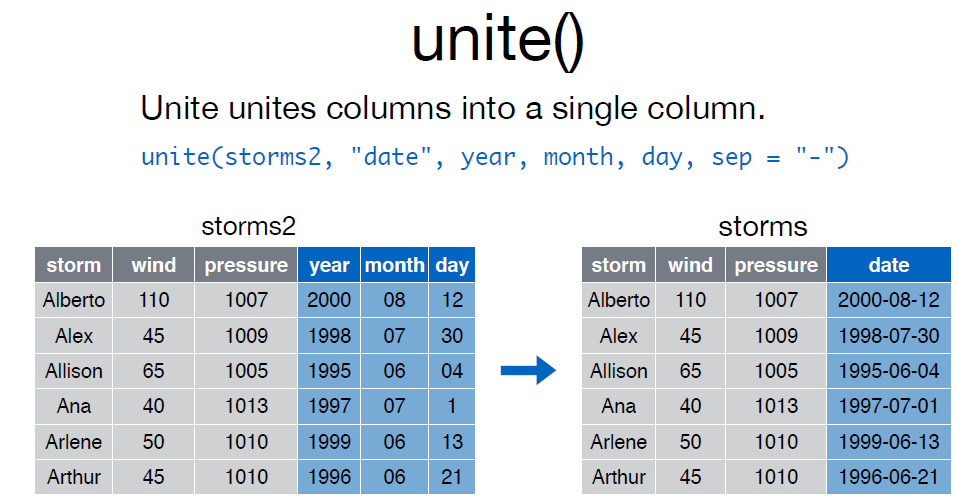 unite()
Unite unites columns into a single column.
unite(storms2, "date", year, month, day, sep = "-")
storms2
storm wind pressure year month day
Alberto 110 1007 2000 08 12
Alex 45 1009 1998 07 30
Allison 65 1005 1995 06 04
Ana 40 1013 1997 07 1
Arlene 50 1010 1999 06 13
Arthur 45 1010 1996 06 21
storms
storm wind pressure date
Alberto 110 1007 2000-08-12
Alex 45 1009 1998-07-30
Allison 65 1005 1995-06-04
Ana 40 1013 1997-07-01
Arlene 50 1010 1999-06-13
Arthur 45 1010 1996-06-21